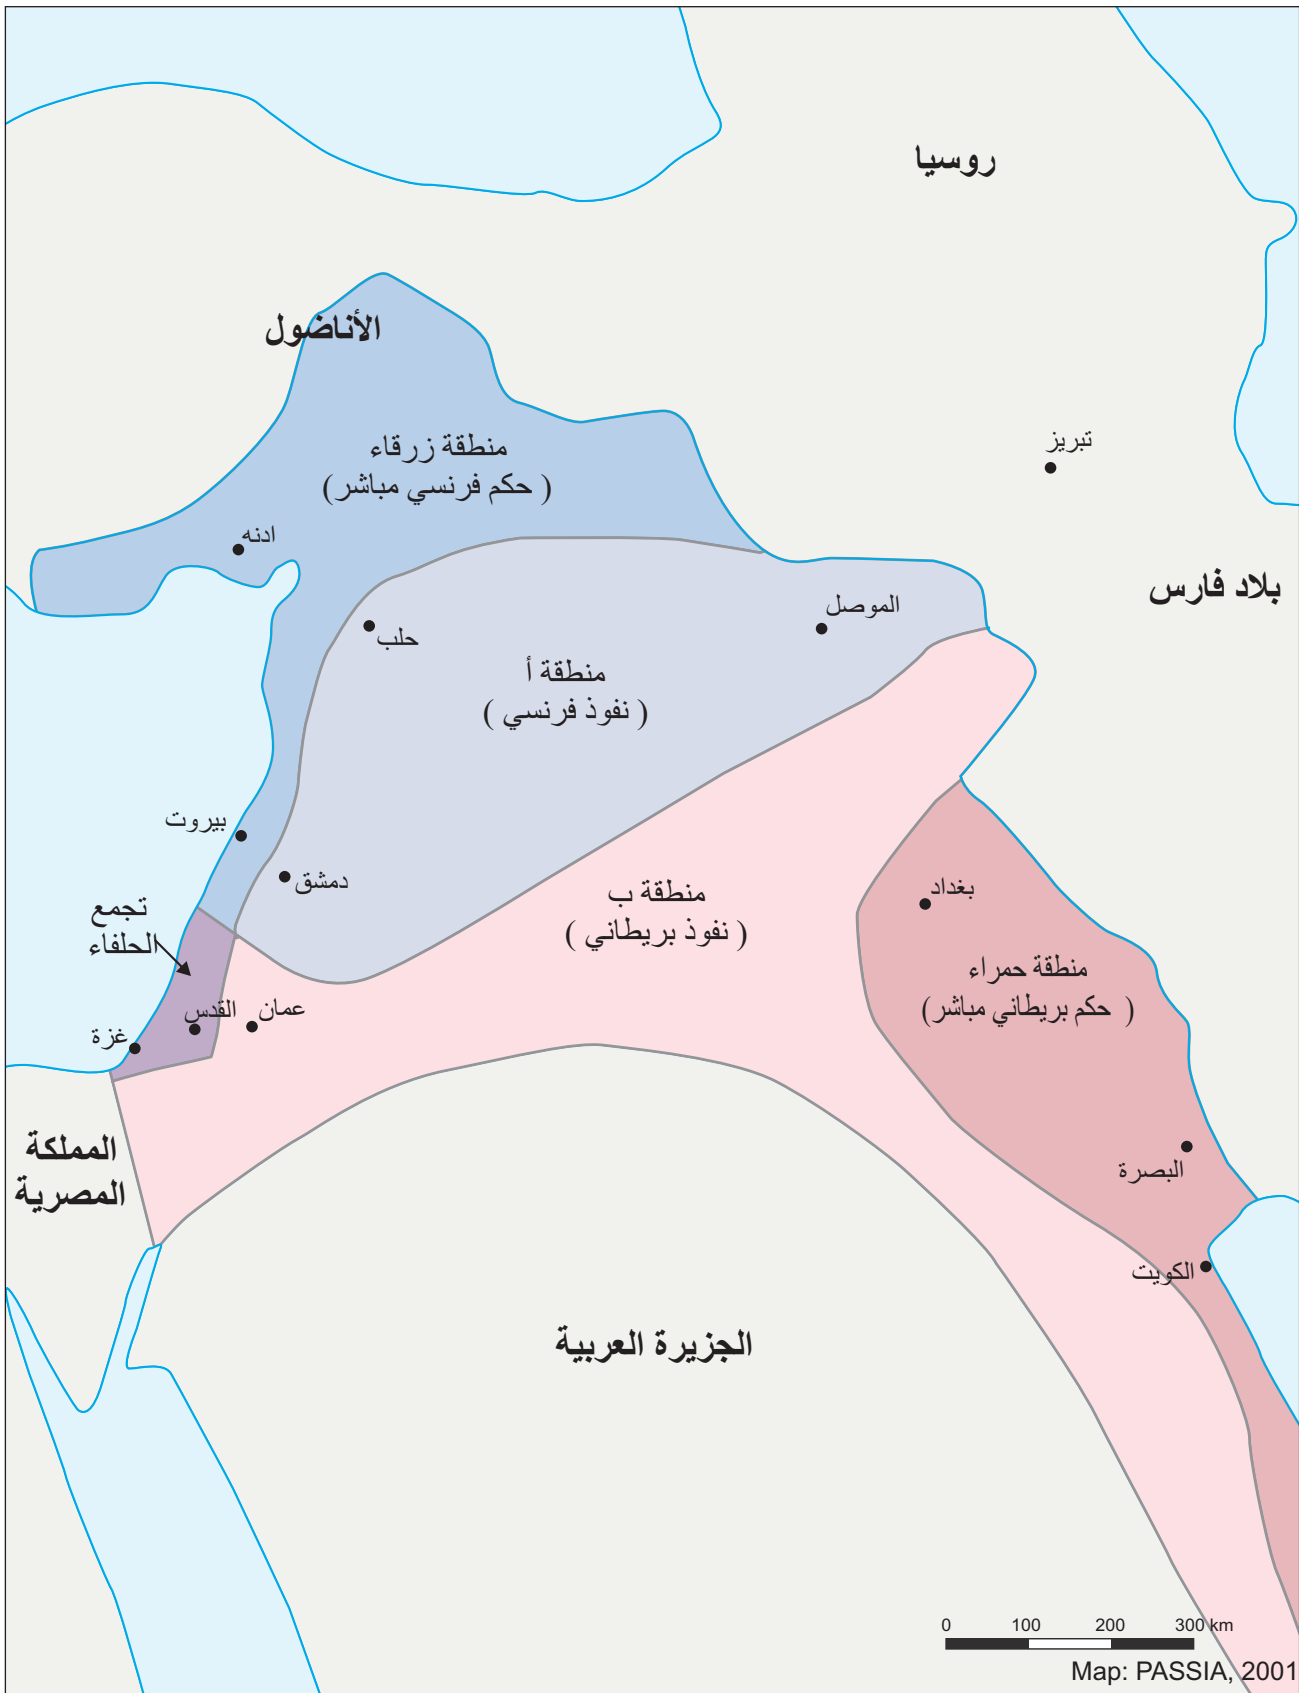 روسيا
الأناضول
منطقة زرقاء
( حكم فرنسي مباشر)
تبريز
ادنه
بلاد فارس
الموصل
حلب
منطقة أ
( نفوذ فرنسي )
بيروت
دمشق
منطقة ب
( نفوذ بريطاني )
بغداد
تجمع
الحلفاء
منطقة حمراء
( حكم بريطاني مباشر)
القدس
عمان
غزة
المملكة
المصرية
البصرة
الكويت
الجزيرة العربية
0 100 200 300 km
Map: PASSIA, 2001